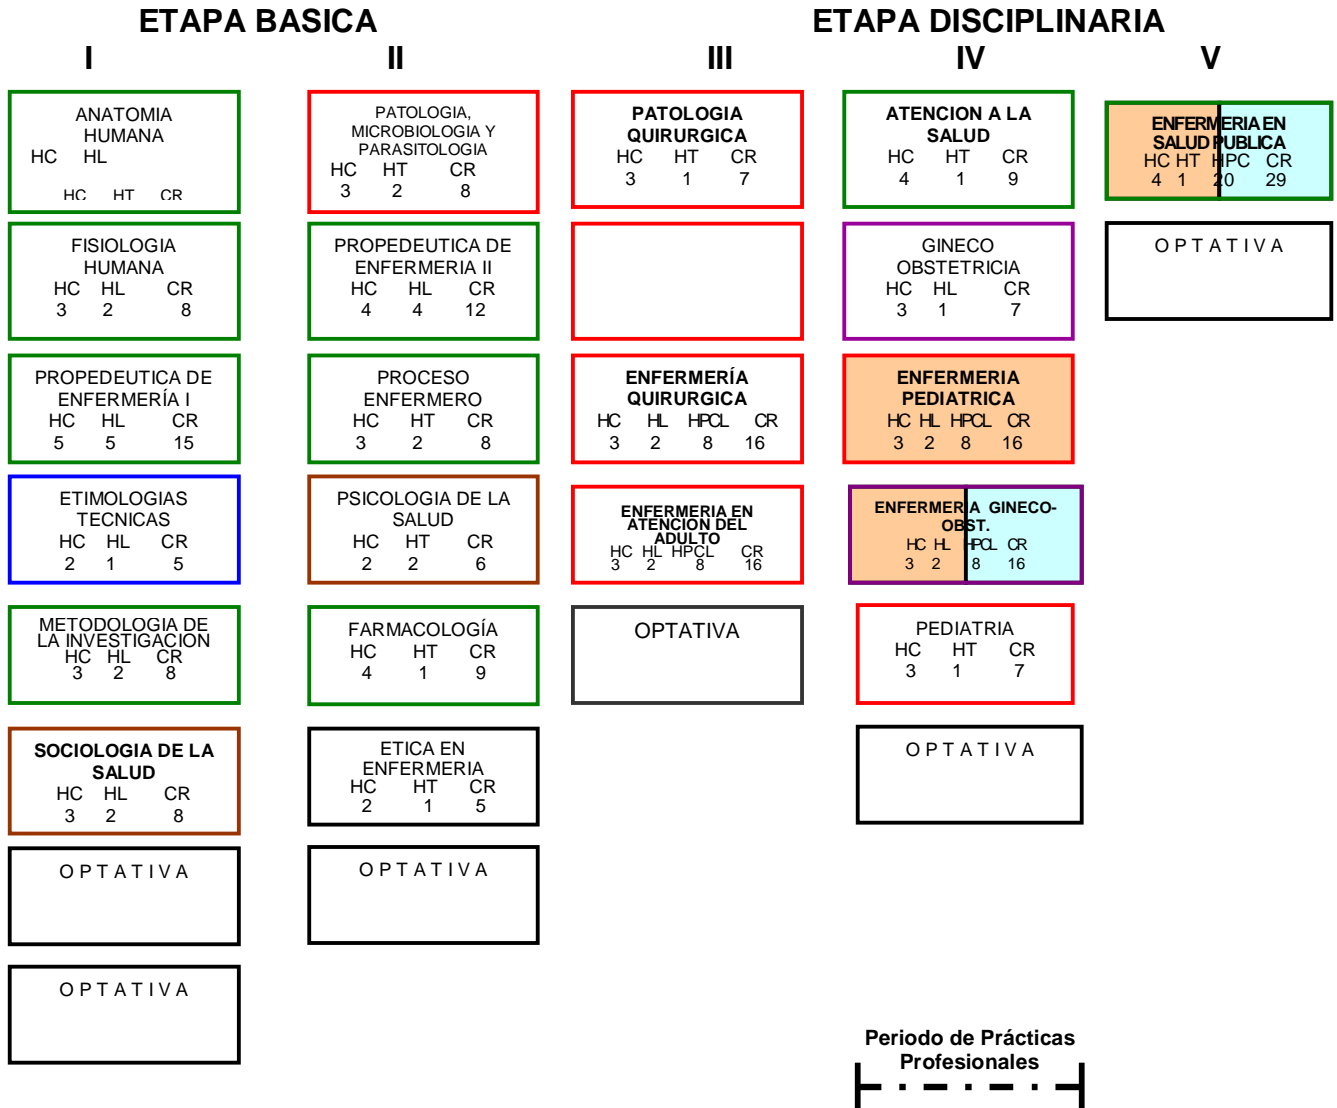 ETAPA BASICA
ETAPA DISCIPLINARIA
I
II
III
IV
V
ANATOMIA
HUMANA
HC HL
HC HT CR
FISIOLOGIA
HUMANA
HC HL CR
3 2 8
PROPEDEUTICA DE
ENFERMERÍA I
HC HL CR
5 5 15
ETIMOLOGIAS
TECNICAS
HC HL CR
2 1 5
METODOLOGIA DE
LA INVESTIGACION
HC HL CR
3 2 8
SOCIOLOGIA DE LA
SALUD
HC HL CR
3 2 8
O P T A T I V A
O P T A T I V A
PATOLOGIA,
MICROBIOLOGIA Y
PARASITOLOGIA
HC HT CR
3 2 8
PROPEDEUTICA DE
ENFERMERIA II
HC HL CR
4 4 12
PROCESO
ENFERMERO
HC HT CR
3 2 8
PSICOLOGIA DE LA
SALUD
HC HT CR
2 2 6
FARMACOLOGÍA
HC HT CR
4 1 9
ETICA EN
ENFERMERIA
HC HT CR
2 1 5
O P T A T I V A
PATOLOGIA
QUIRURGICA
HC HT CR
3 1 7
ENFERMERÍA
QUIRURGICA
HC HL HPCL CR
3 2 8 16
ENFERMERIA EN
ATENCION DEL
ADULTO
HC HL HPCL CR
3 2 8 16
OPTATIVA
ATENCION A LA
SALUD
HC HT CR
4 1 9
GINECO
OBSTETRICIA
HC HL CR
3 1 7
ENFERMERIA
PEDIATRICA
HC HL HPCL CR
3 2 8 16
ENFERMERIA GINECO-
OBST.
HC HL HPCL CR
3 2 8 16
PEDIATRIA
HC HT CR
3 1 7
O P T A T I V A
ENFERMERIA EN
SALUD PUBLICA
HC HT HPC CR
4 1 20 29
O P T A T I V A
Periodo de Prácticas
Profesionales